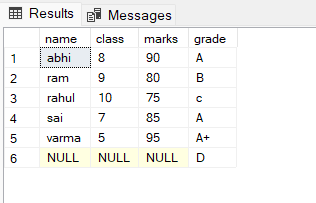 Results Messages
name class marks grade
1 abhi 8 90 A
2 ram 9 80 B
3 rahul 10 75 c
4 sai 7 85 A
5 varma 5 95 A+
6 NULL NULL NULL D